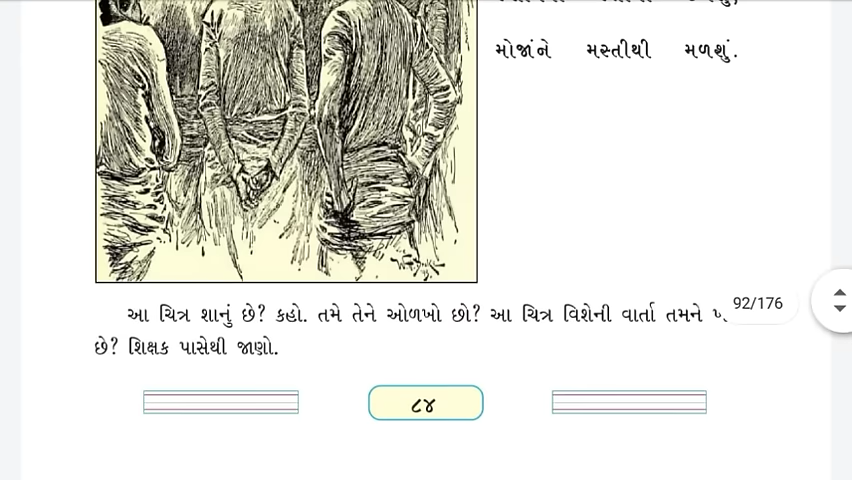 મોજાંને મસ્તીથી મળશું.
આ ચિત્ર શાનું છે? કહો. તમે તેને ઓળખો છો? આ ચિત્ર વિશેની વાર્તા તમને
92/176
છે? શિક્ષક પાસેથી જાણો.
૮૪